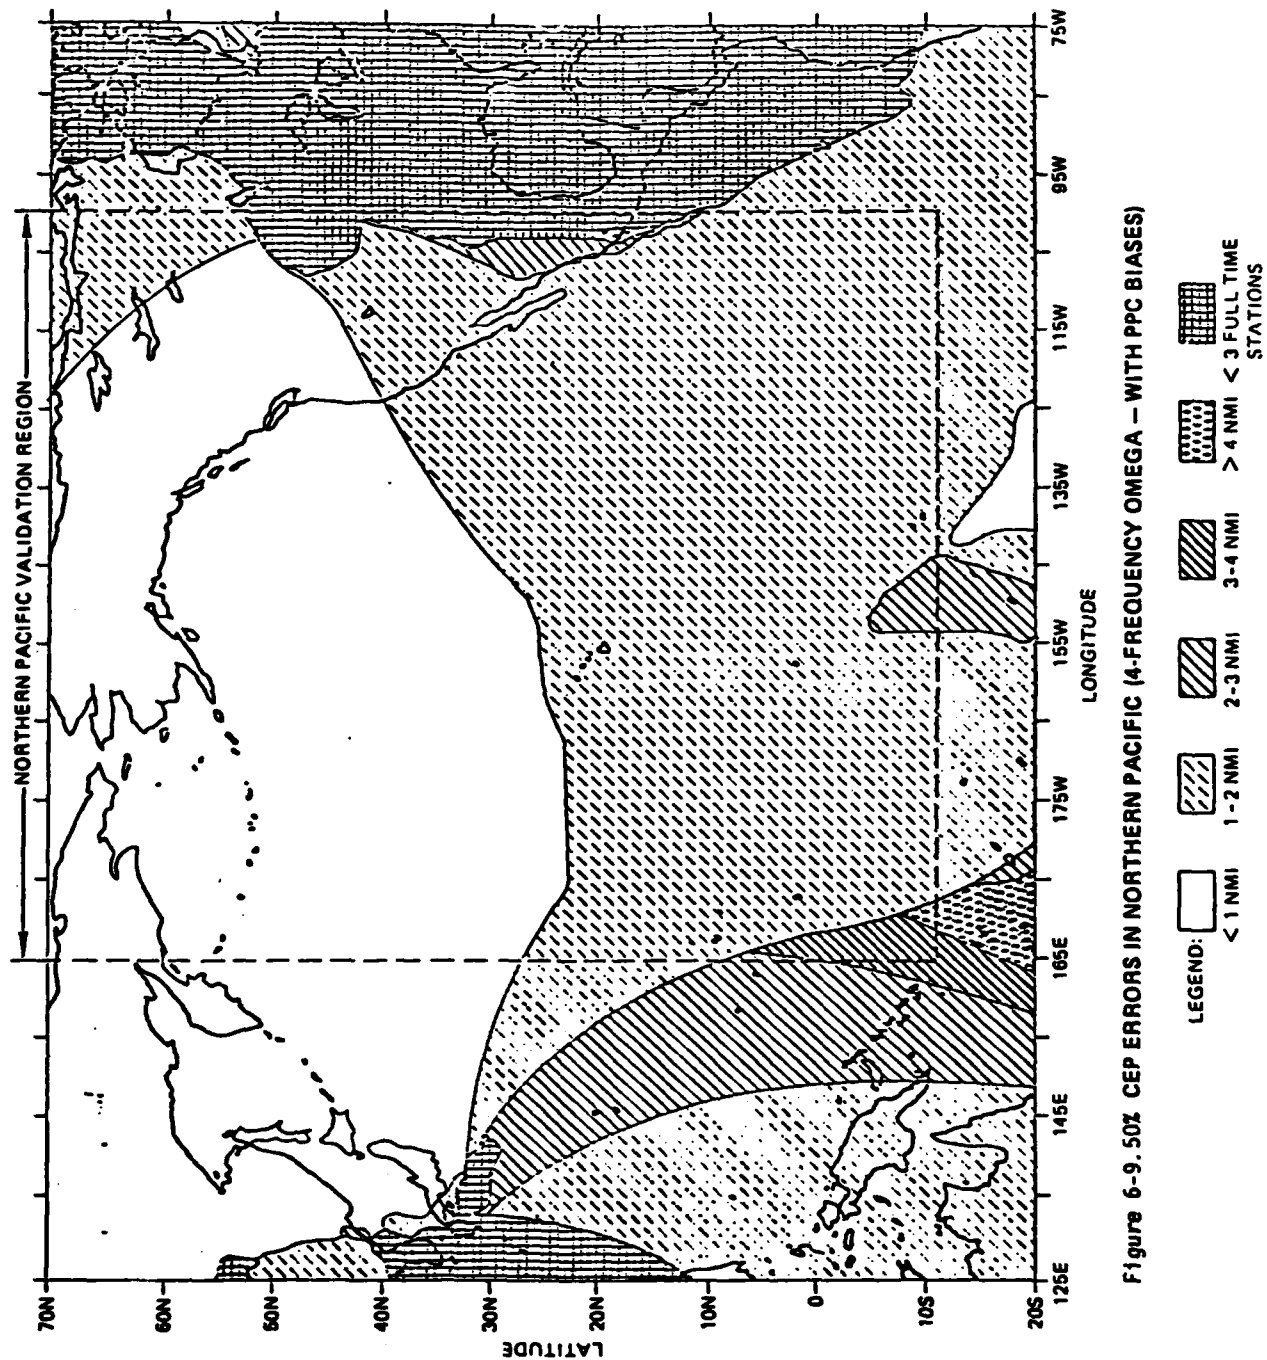 NORTHERN PACIFIC VALIDATION REGION
LATITUDE
70N
60N
50N
40N
30N
20N
10N
0
10S
20S
125E
145E
165E
175W
155W
135W
115W
95W
75W
LONGITUDE
Figure 6-9. 50% CEP ERRORS IN NORTHERN PACIFIC (4-FREQUENCY OMEGA – WITH PPC BIASES)
LEGEND:
< 1 NMI
1-2 NMI
2-3 NMI
3-4 NMI
> 4 NMI
< 3 FULL TIME
STATIONS